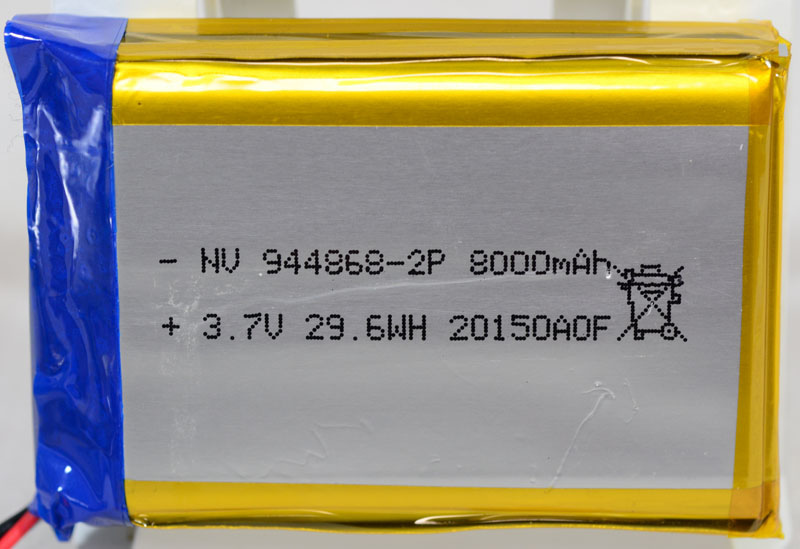 - NV 944868-2P 8000mAh
+ 3.7V 29.6WH 20150A0F